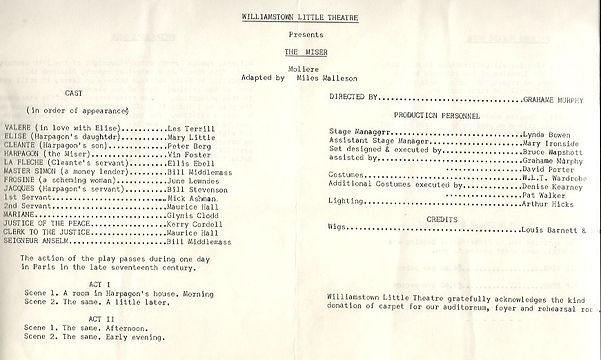 WILLIAMSTOWN LITTLE THEATRE
Presents
THE MISER
Moliere
Adapted by Miles Malleson
CAST
(in order of appearance)
VALERE (in love with Elise)..........Les Terrill
ELISE (Harpagon's daughtdr)..........Mary Little
CLEANTE (Harpagon's son).............Peter Berg
HARPAGON (the Miser).................Vin Foster
LA FLECHE (Cleante's servant)........Ellis Ebell
MASTER SIMON (a money lender)........Bill Middlemass
FROSINE (a scheming woman)...........June Lowndes
JACQUES (Harpagon's servant).........Bill Stevenson
1st Servant..........................Mick Ashman.
2nd Servant..........................Maurice Hall
MARIANE..............................Glynis Clodd
JUSTICE OF THE PEACE.................Kerry Cordell
CLERK TO THE JUSTICE.................Maurice Hall
SEIGNEUR ANSELM......................Bill Middlemass
The action of the play passes during one day
in Paris in the late seventeenth century.
ACT I
Scene 1. A room in Harpagon's house. Morning
Scene 2. The same. A little later.
ACT II
Scene 1. The same. Afternoon.
Scene 2. The same. Early evening.
DIRECTED BY..............................GRAHAME MURPHY
PRODUCTION PERSONNEL
Stage Manager............................Lynda Bowen
Assistant Stage Manager..................Mary Ironside
Set designed & executed by...............Bruce Wapshott
assisted by..............................Grahame Murphy
David Porter
Costumes.................................W.L.T. Wardrobe
Additional Costumes executed by..........Denise Kearney
Pat Walker
Lighting.................................Arthur Hicks
CREDITS
Wigs.....................................Louis Barnett &
Williamstown Little Theatre gratefully acknowledges the kind
donation of carpet for our auditorium, foyer and rehearsal